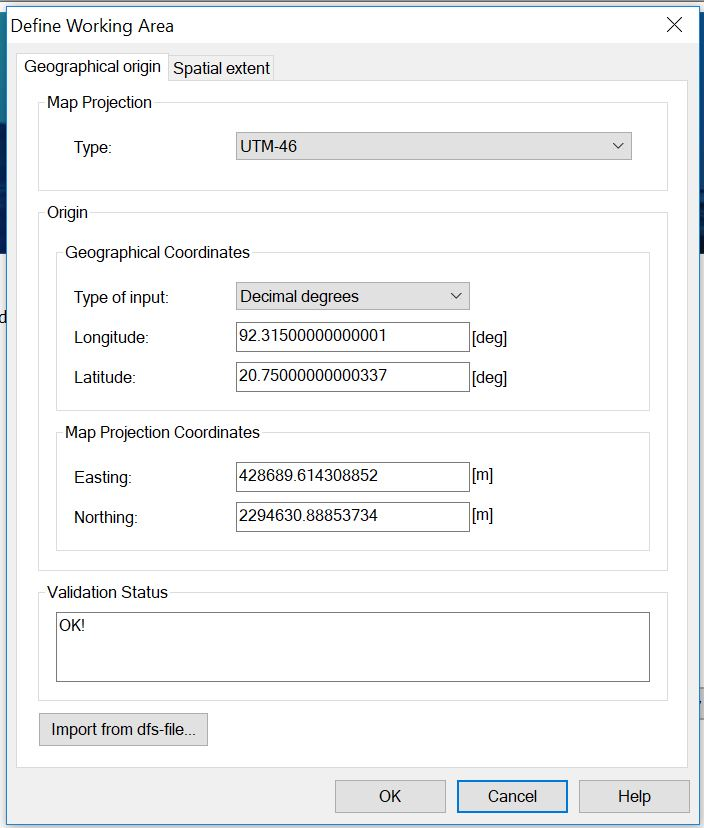 Define Working Area
Geographical origin Spatial extent
Map Projection
Type: UTM-46
Origin
Geographical Coordinates
Type of input: Decimal degrees
Longitude: 92.31500000000001 [deg]
Latitude: 20.75000000000337 [deg]
Map Projection Coordinates
Easting: 428689.614308852 [m]
Northing: 2294630.88853734 [m]
Validation Status
OK!
Import from dfs-file...
OK Cancel Help